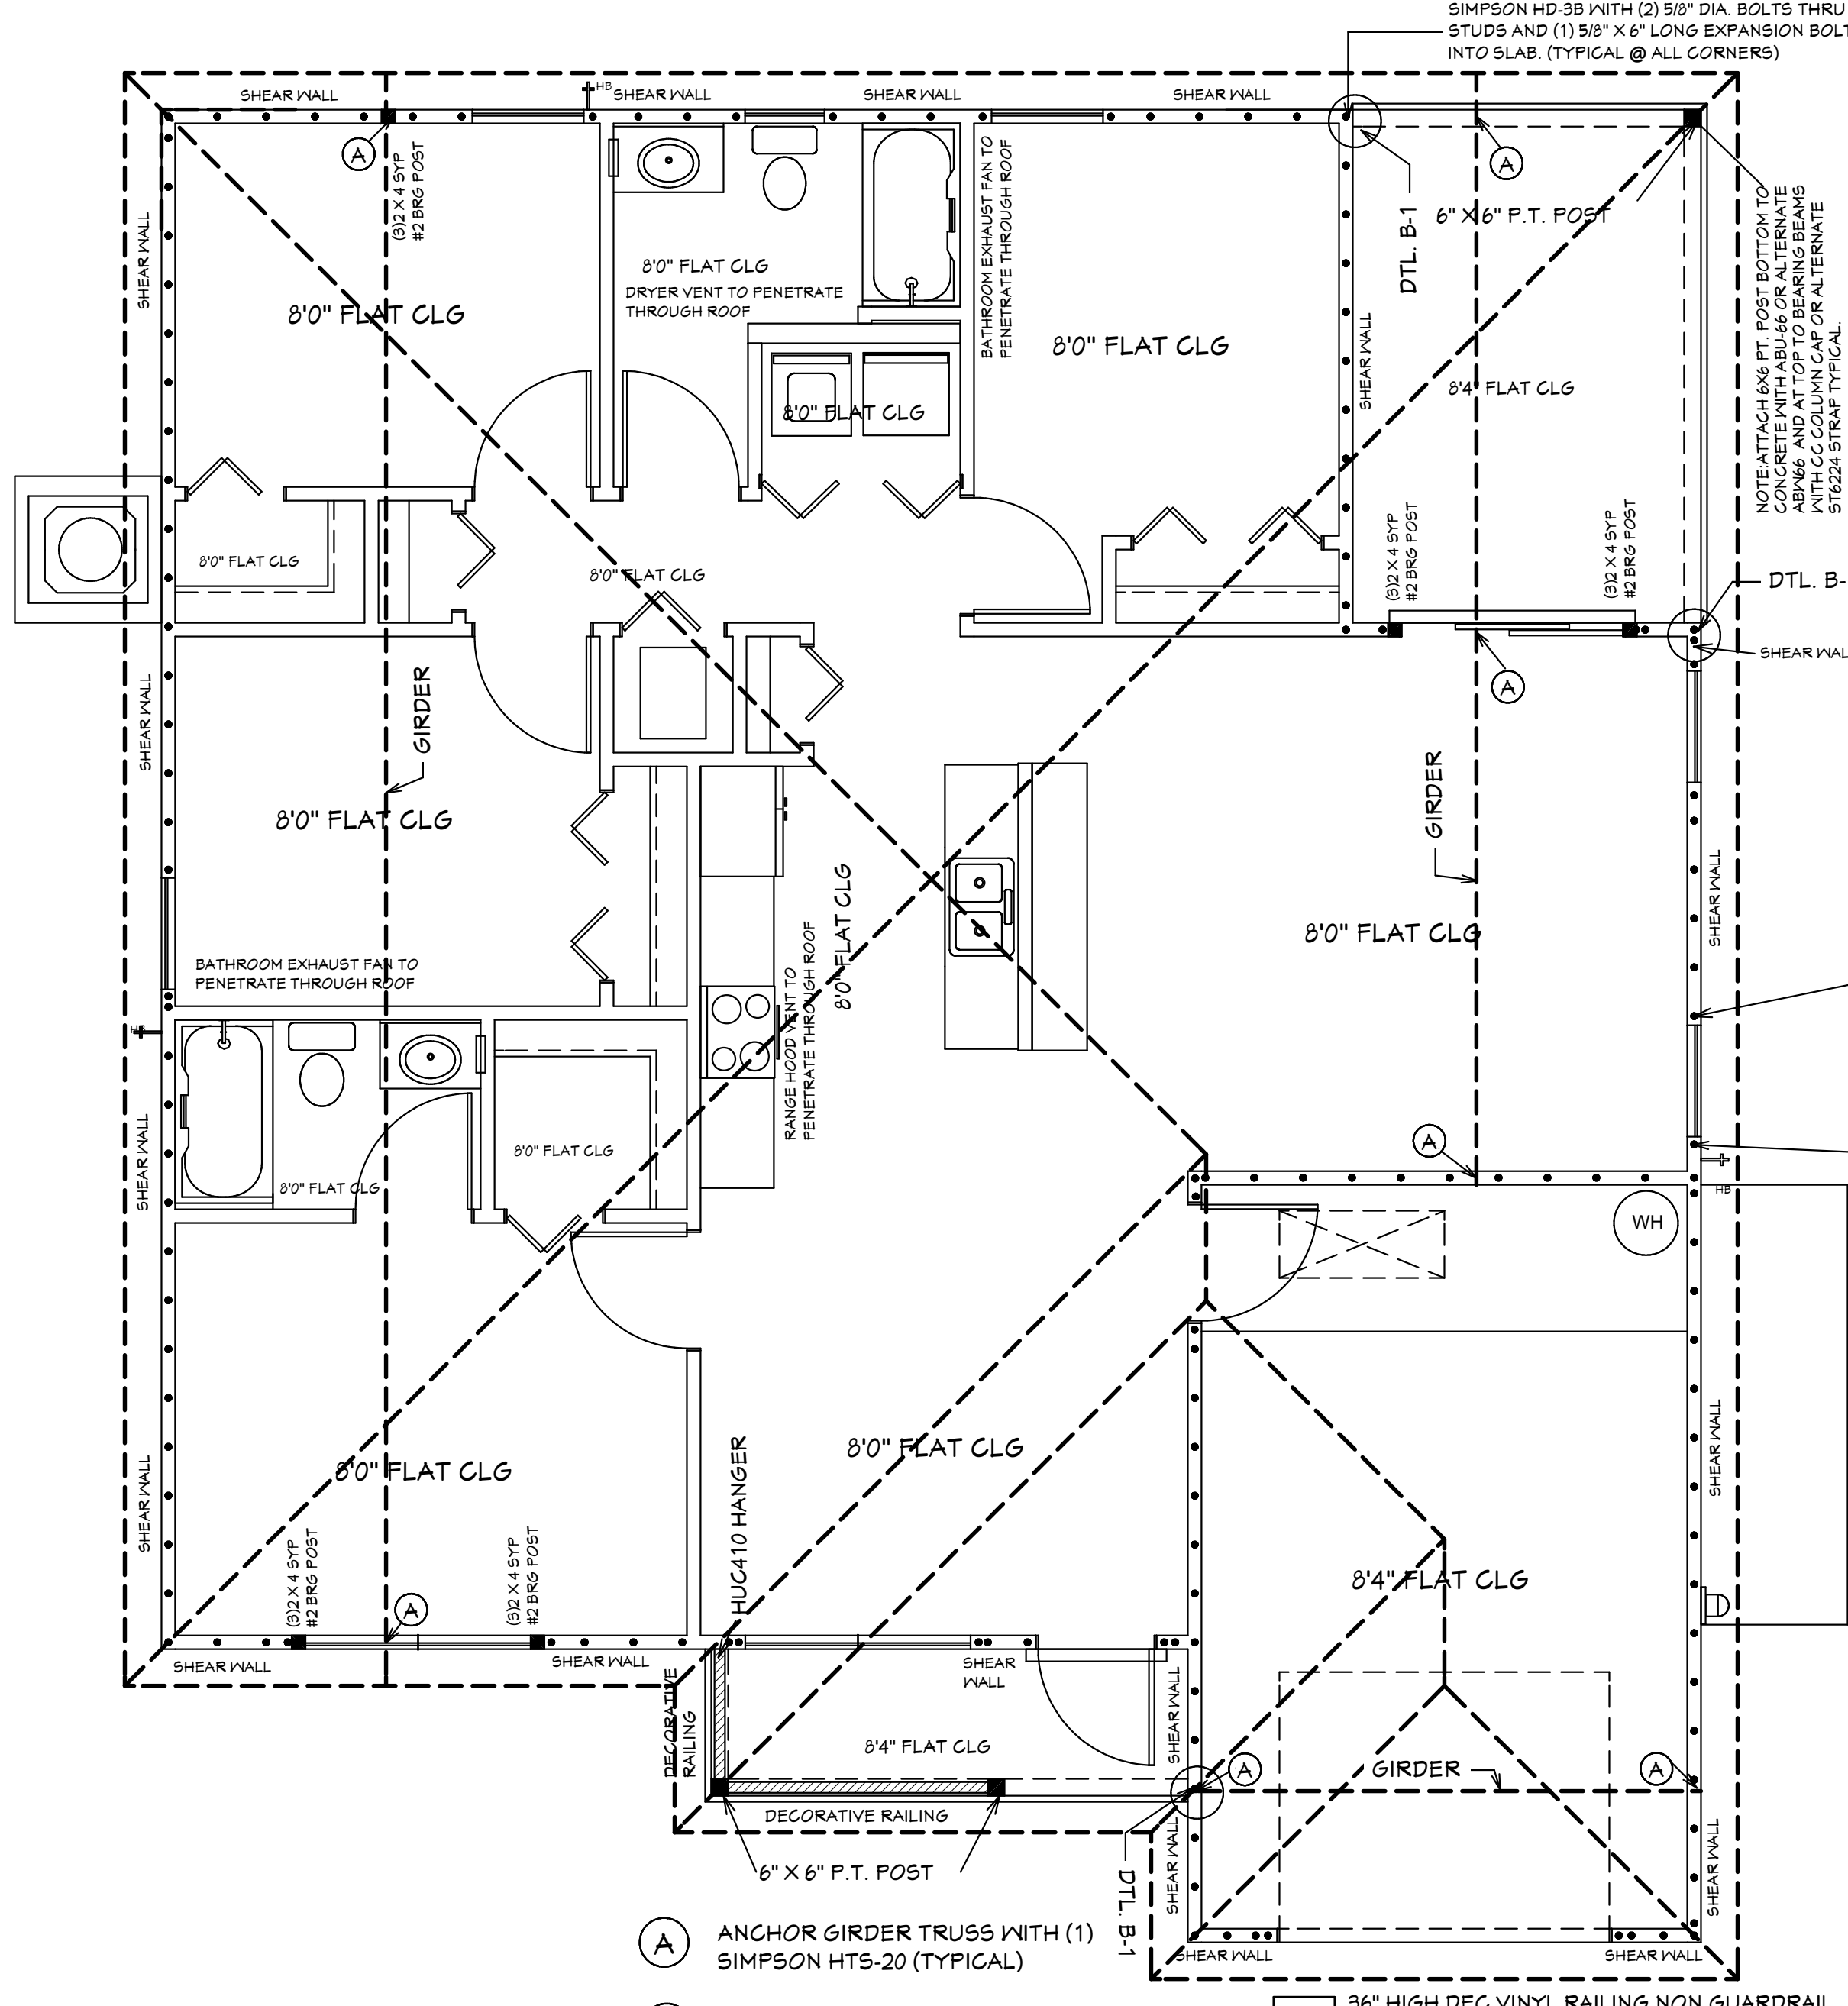 SIMPSON HD-3B WITH (2) 5/8" DIA. BOLTS THRU
STUDS AND (1) 5/8" X 6" LONG EXPANSION BOLT
INTO SLAB. (TYPICAL @ ALL CORNERS)
SHEAR WALL
HB
SHEAR WALL
SHEAR WALL
SHEAR WALL
A
(3)2 X 4 SYP
#2 BRG POST
SHEAR WALL
8'0" FLAT CLG
8'0" FLAT CLG
DRYER VENT TO PENETRATE
THROUGH ROOF
BATHROOM EXHAUST FAN TO
PENETRATE THROUGH ROOF
8'0" FLAT CLG
8'0" FLAT CLG
SHEAR WALL
DTL. B-1
A
6" X 6" P.T. POST
8'4" FLAT CLG
NOTE:ATTACH 6X6 PT. POST BOTTOM TO
CONCRETE WITH ABU-66 OR ALTERNATE
ABW66 AND AT TOP TO BEARING BEAMS
WITH CC COLUMN CAP OR ALTERNATE
ST6224 STRAP TYPICAL.
8'0" FLAT CLG
8'0" FLAT CLG
(3)2 X 4 SYP
#2 BRG POST
(3)2 X 4 SYP
#2 BRG POST
DTL. B-
SHEAR WAL
A
SHEAR WALL
GIRDER
8'0" FLAT CLG
GIRDER
8'0" FLAT CLG
SHEAR WALL
8'0" FLAT CLG
RANGE HOOD VENT TO
PENETRATE THROUGH ROOF
BATHROOM EXHAUST FAN TO
PENETRATE THROUGH ROOF
HB
SHEAR WALL
8'0" FLAT CLG
8'0" FLAT CLG
A
HB
WH
SHEAR WALL
8'0" FLAT CLG
8'0" FLAT CLG
HUC410 HANGER
SHEAR WALL
8'4" FLAT CLG
(3)2 X 4 SYP
#2 BRG POST
(3)2 X 4 SYP
#2 BRG POST
A
SHEAR WALL
SHEAR WALL
SHEAR
WALL
DECORATIVE
RAILING
SHEAR WALL
8'4" FLAT CLG
A
GIRDER
A
DECORATIVE RAILING
SHEAR WALL
SHEAR WALL
6" X 6" P.T. POST
DTL. B-1
A
ANCHOR GIRDER TRUSS WITH (1)
SIMPSON HTS-20 (TYPICAL)
SHEAR WALL
SHEAR WALL
36" HIGH DEC VINYL RAILING NON GUARDRAIL